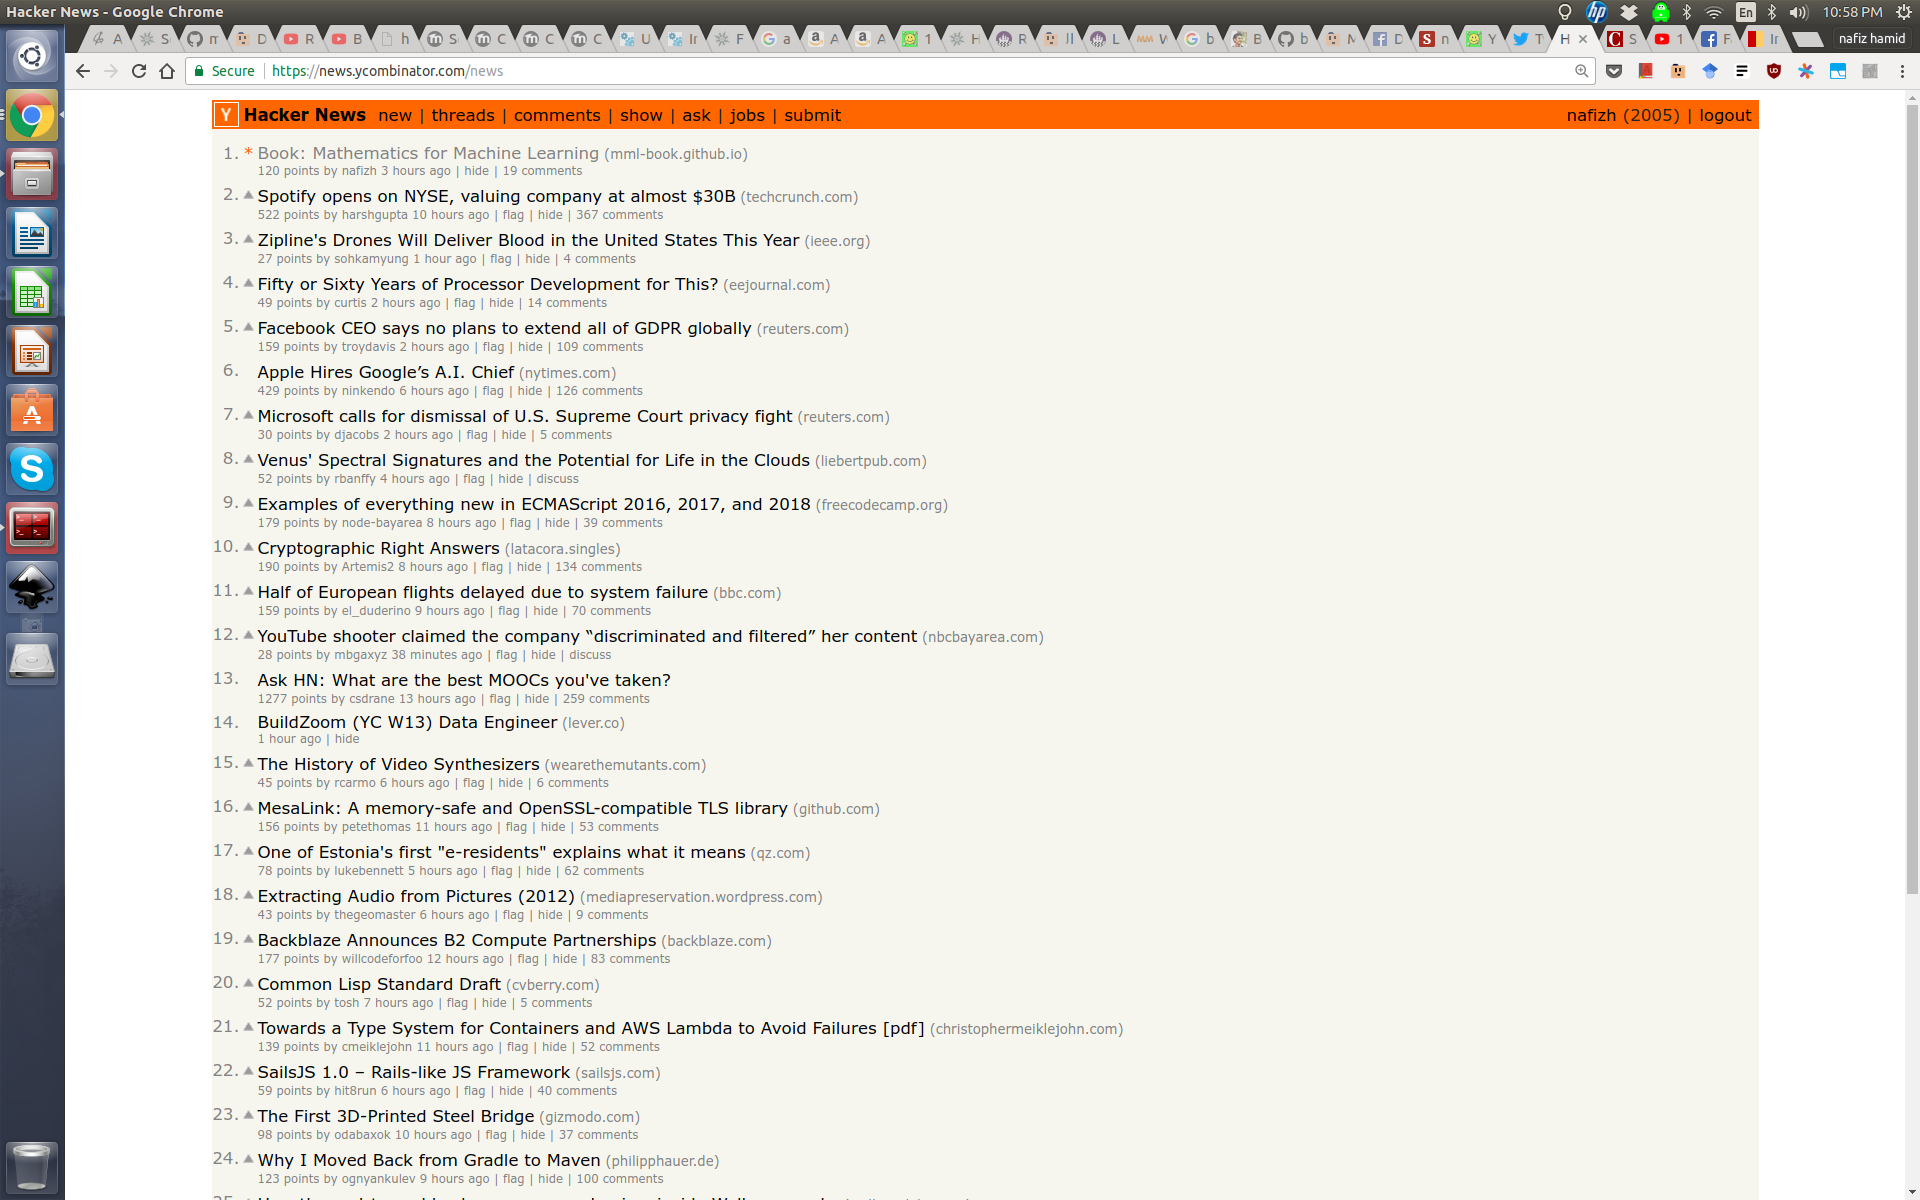 Hacker News - Google Chrome
En
10:58 PM
nafiz hamid
Secure
https://news.ycombinator.com/news
Y Hacker News new | threads | comments | show | ask | jobs | submit
nafizh (2005) | logout
1. * Book: Mathematics for Machine Learning (mml-book.github.io)
120 points by nafizh 3 hours ago | hide | 19 comments
2. Spotify opens on NYSE, valuing company at almost $30B (techcrunch.com)
522 points by harshgupta 10 hours ago | flag | hide | 367 comments
3. Zipline's Drones Will Deliver Blood in the United States This Year (ieee.org)
27 points by sohkamyung 1 hour ago | flag | hide | 4 comments
4. Fifty or Sixty Years of Processor Development for This? (eejournal.com)
49 points by curtis 2 hours ago | flag | hide | 14 comments
5. Facebook CEO says no plans to extend all of GDPR globally (reuters.com)
159 points by troydavis 2 hours ago | flag | hide | 109 comments
6. Apple Hires Google’s A.I. Chief (nytimes.com)
429 points by ninkendo 6 hours ago | flag | hide | 126 comments
7. Microsoft calls for dismissal of U.S. Supreme Court privacy fight (reuters.com)
30 points by djacobs 2 hours ago | flag | hide | 5 comments
8. Venus' Spectral Signatures and the Potential for Life in the Clouds (liebertpub.com)
52 points by rbanffy 4 hours ago | flag | hide | discuss
9. Examples of everything new in ECMAScript 2016, 2017, and 2018 (freecodecamp.org)
179 points by node-bayarea 8 hours ago | flag | hide | 39 comments
10. Cryptographic Right Answers (latacora.singles)
190 points by Artemis2 8 hours ago | flag | hide | 134 comments
11. Half of European flights delayed due to system failure (bbc.com)
159 points by el_duderino 9 hours ago | flag | hide | 70 comments
12. YouTube shooter claimed the company “discriminated and filtered” her content (nbcbayarea.com)
28 points by mbgaxyz 38 minutes ago | flag | hide | discuss
13. Ask HN: What are the best MOOCs you've taken?
1277 points by csdrane 13 hours ago | flag | hide | 259 comments
14. BuildZoom (YC W13) Data Engineer (lever.co)
1 hour ago | hide
15. The History of Video Synthesizers (wearethemutants.com)
45 points by rcarmo 6 hours ago | flag | hide | 6 comments
16. MesaLink: A memory-safe and OpenSSL-compatible TLS library (github.com)
156 points by petethomas 11 hours ago | flag | hide | 53 comments
17. One of Estonia's first "e-residents" explains what it means (qz.com)
78 points by lukebennett 5 hours ago | flag | hide | 62 comments
18. Extracting Audio from Pictures (2012) (mediapreservation.wordpress.com)
43 points by thegeomaster 6 hours ago | flag | hide | 9 comments
19. Backblaze Announces B2 Compute Partnerships (backblaze.com)
177 points by willcodeforfoo 12 hours ago | flag | hide | 83 comments
20. Common Lisp Standard Draft (cvberry.com)
52 points by tosh 7 hours ago | flag | hide | 5 comments
21. Towards a Type System for Containers and AWS Lambda to Avoid Failures [pdf] (christophermeiklejohn.com)
139 points by cmeiklejohn 11 hours ago | flag | hide | 52 comments
22. SailsJS 1.0 – Rails-like JS Framework (sailsjs.com)
59 points by hit8run 6 hours ago | flag | hide | 40 comments
23. The First 3D-Printed Steel Bridge (gizmodo.com)
98 points by odabaxok 10 hours ago | flag | hide | 37 comments
24. Why I Moved Back from Gradle to Maven (philipphauer.de)
123 points by ognyankulev 9 hours ago | flag | hide | 100 comments